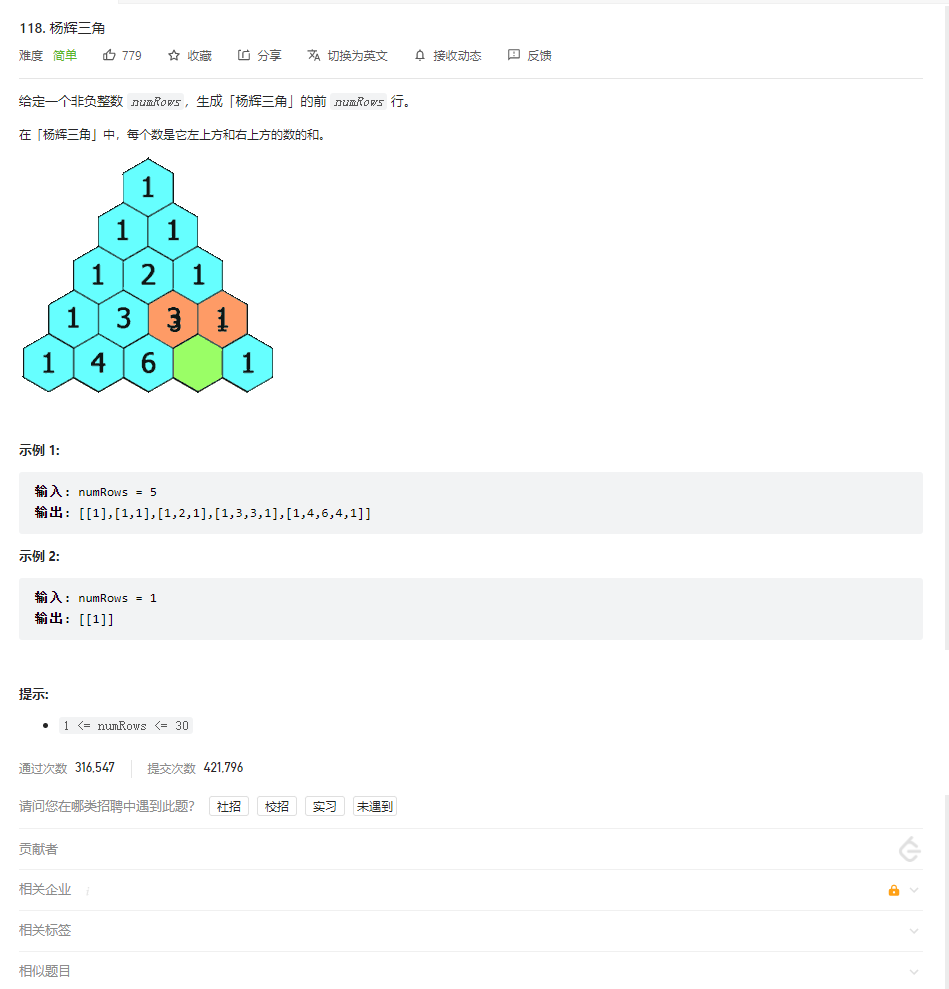 118. 杨辉三角
难度 简单 779 收藏 分享 切换为英文 接收动态 反馈
给定一个非负整数 numRows，生成「杨辉三角」的前 numRows 行。
在「杨辉三角」中，每个数是它左上方和右上方的数的和。
1
1 1
1 2 1
1 3 3 1
1 4 6 1
示例 1:
输入: numRows = 5
输出: [[1],[1,1],[1,2,1],[1,3,3,1],[1,4,6,4,1]]
示例 2:
输入: numRows = 1
输出: [[1]]
提示:
1 <= numRows <= 30
通过次数 316,547 提交次数 421,796
请问您在哪类招聘中遇到此题? 社招 校招 实习 未遇到
贡献者
相关企业 i
相关标签
相似题目